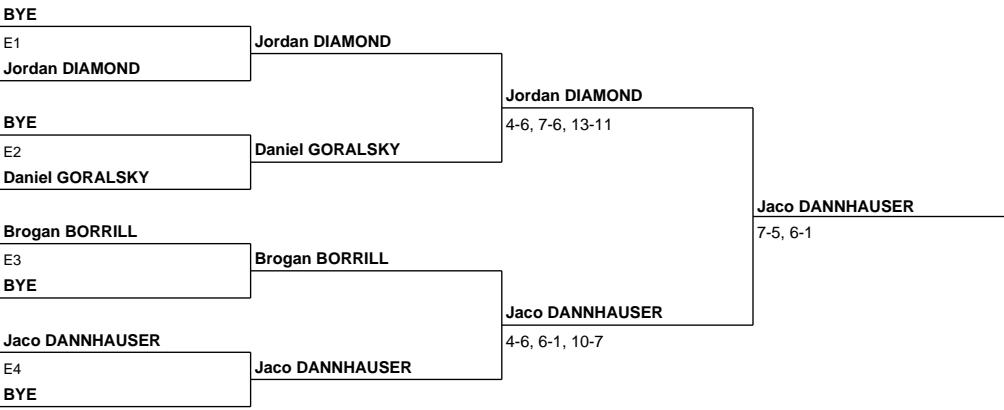 BYE
E1
Jordan DIAMOND
Jordan DIAMOND
Jordan DIAMOND
4-6, 7-6, 13-11
BYE
E2
Daniel GORALSKY
Daniel GORALSKY
Jaco DANNHAUSER
7-5, 6-1
Brogan BORRILL
E3
BYE
Brogan BORRILL
Jaco DANNHAUSER
4-6, 6-1, 10-7
Jaco DANNHAUSER
E4
BYE
Jaco DANNHAUSER